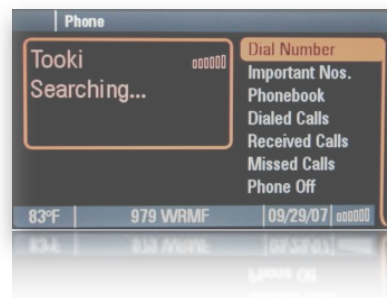 Phone
Tooki
Searching...
Dial Number
Important Nos.
Phonebook
Dialed Calls
Received Calls
Missed Calls
Phone Off
83°F
979 WRMF
09/29/07